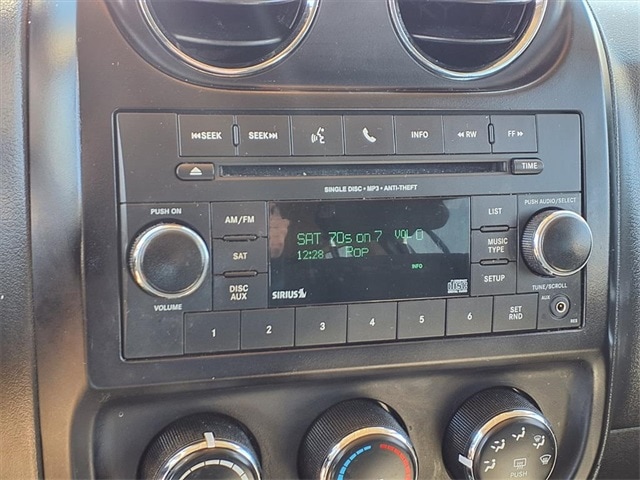 ⏮SEEK SEEK⏭ INFO ◀◀ RW FF ▶▶
TIME
SINGLE DISC • MP3 • ANTI-THEFT
PUSH ON
VOLUME
AM/FM
SAT
DISC
AUX
SAT 70s on 7 VOL 0
12:28 POP
INFO
SIRIUS
LIST
MUSIC
TYPE
SETUP
PUSH AUDIO/SELECT
TUNE/SCROLL
AUX
1 2 3 4 5 6 SET
RND
PUSH